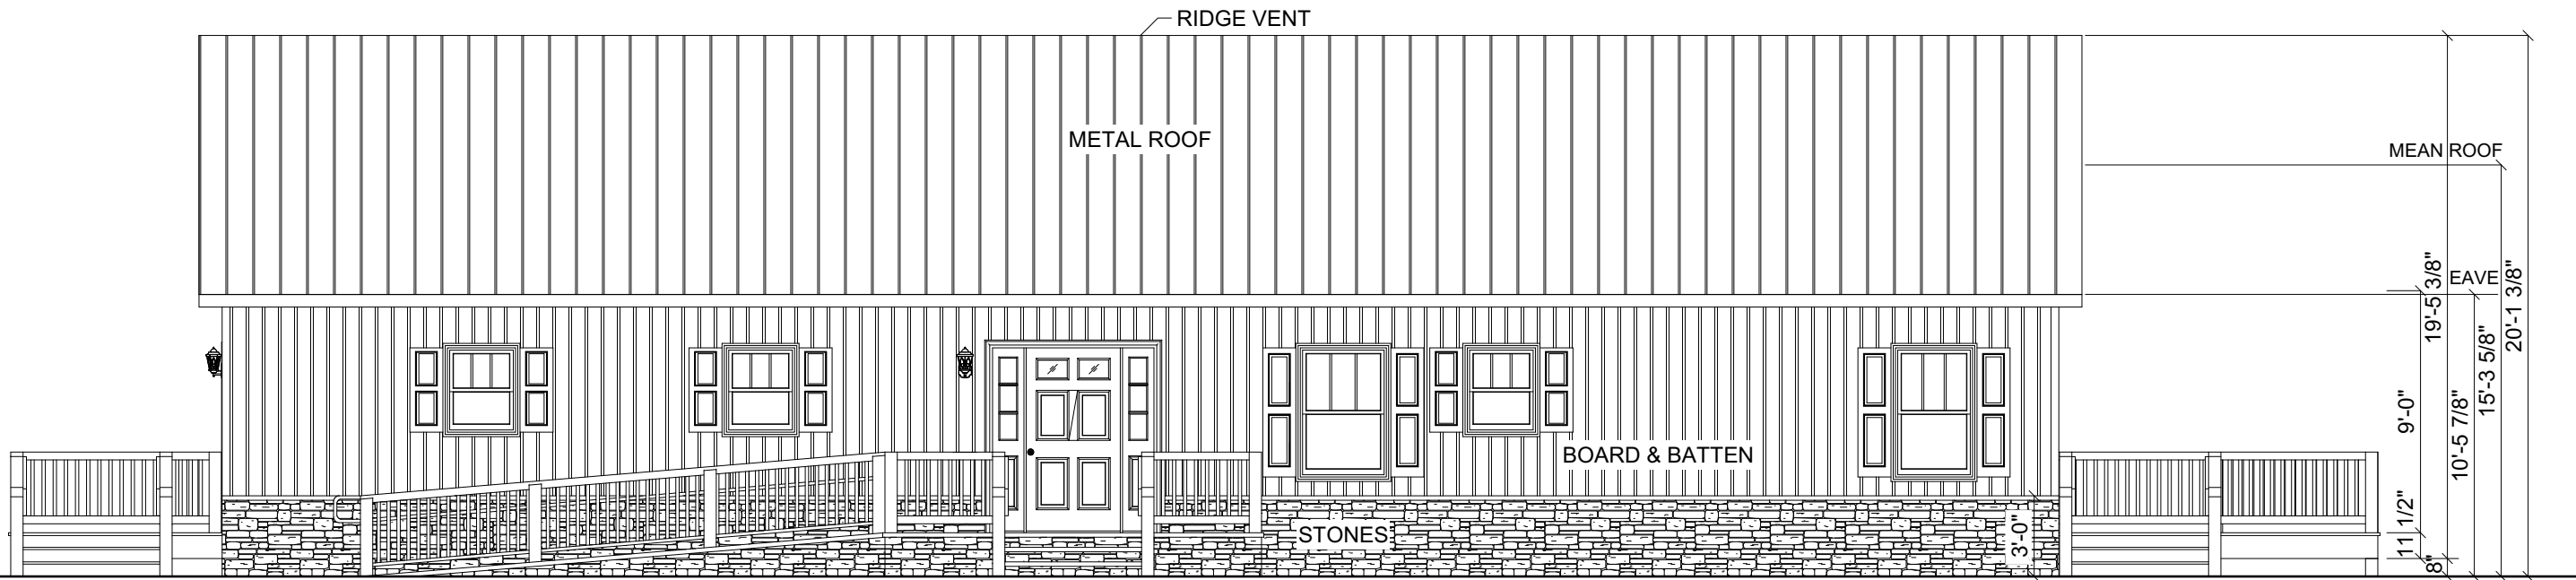 RIDGE VENT
METAL ROOF
MEAN ROOF
EAVE
19'-5 3/8"
20'-1 3/8"
15'-3 5/8"
9'-0"
10'-5 7/8"
BOARD & BATTEN
11 1/2"
STONES
3'-0"
8"